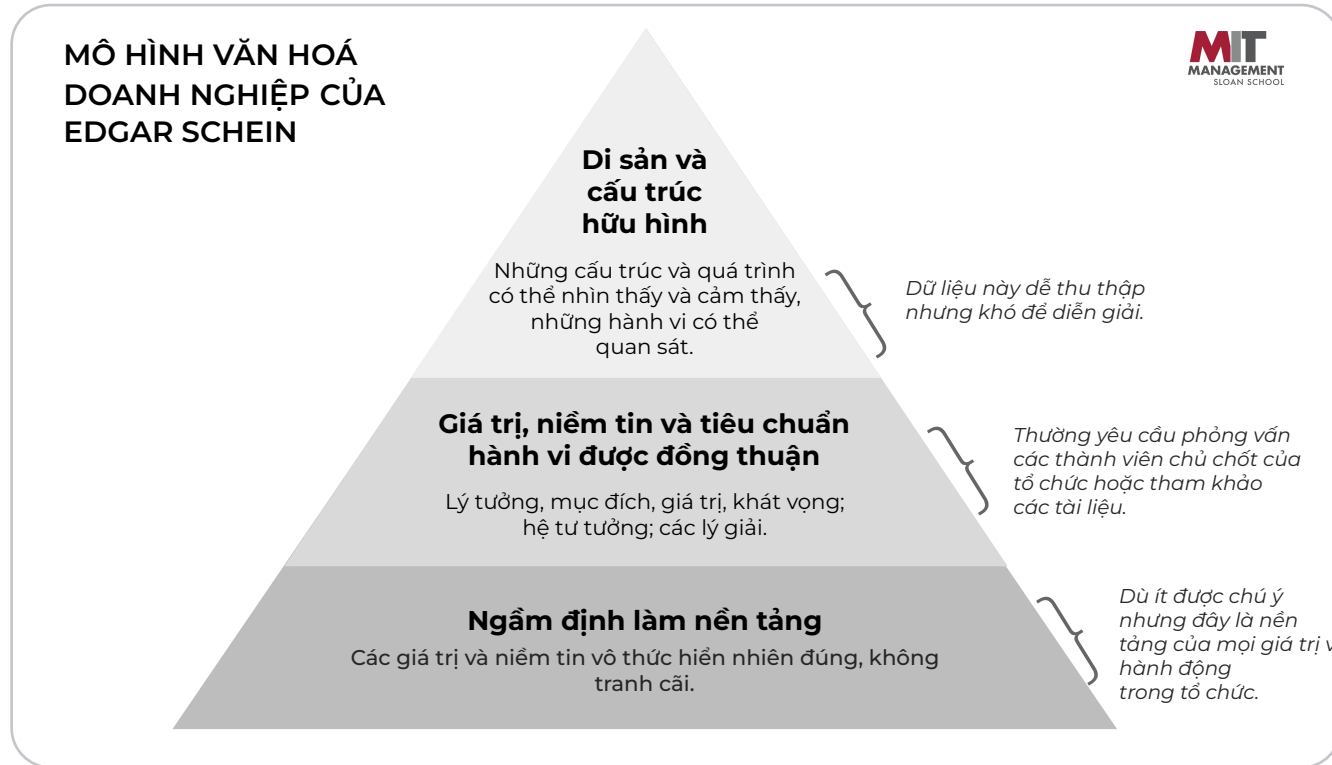 MÔ HÌNH VĂN HOÁ
DOANH NGHIỆP CỦA
EDGAR SCHEIN
MIT
MANAGEMENT
SLOAN SCHOOL
Di sản và
cấu trúc
hữu hình
Những cấu trúc và quá trình
có thể nhìn thấy và cảm thấy,
những hành vi có thể
quan sát.
Dữ liệu này dễ thu thập
nhưng khó để diễn giải.
Giá trị, niềm tin và tiêu chuẩn
hành vi được đồng thuận
Lý tưởng, mục đích, giá trị, khát vọng;
hệ tư tưởng; các lý giải.
Thường yêu cầu phỏng vấn
các thành viên chủ chốt của
tổ chức hoặc tham khảo
các tài liệu.
Ngầm định làm nền tảng
Các giá trị và niềm tin vô thức hiển nhiên đúng, không
tranh cãi.
Dù ít được chú ý
nhưng đây là nền
tảng của mọi giá trị
hành động
trong tổ chức.